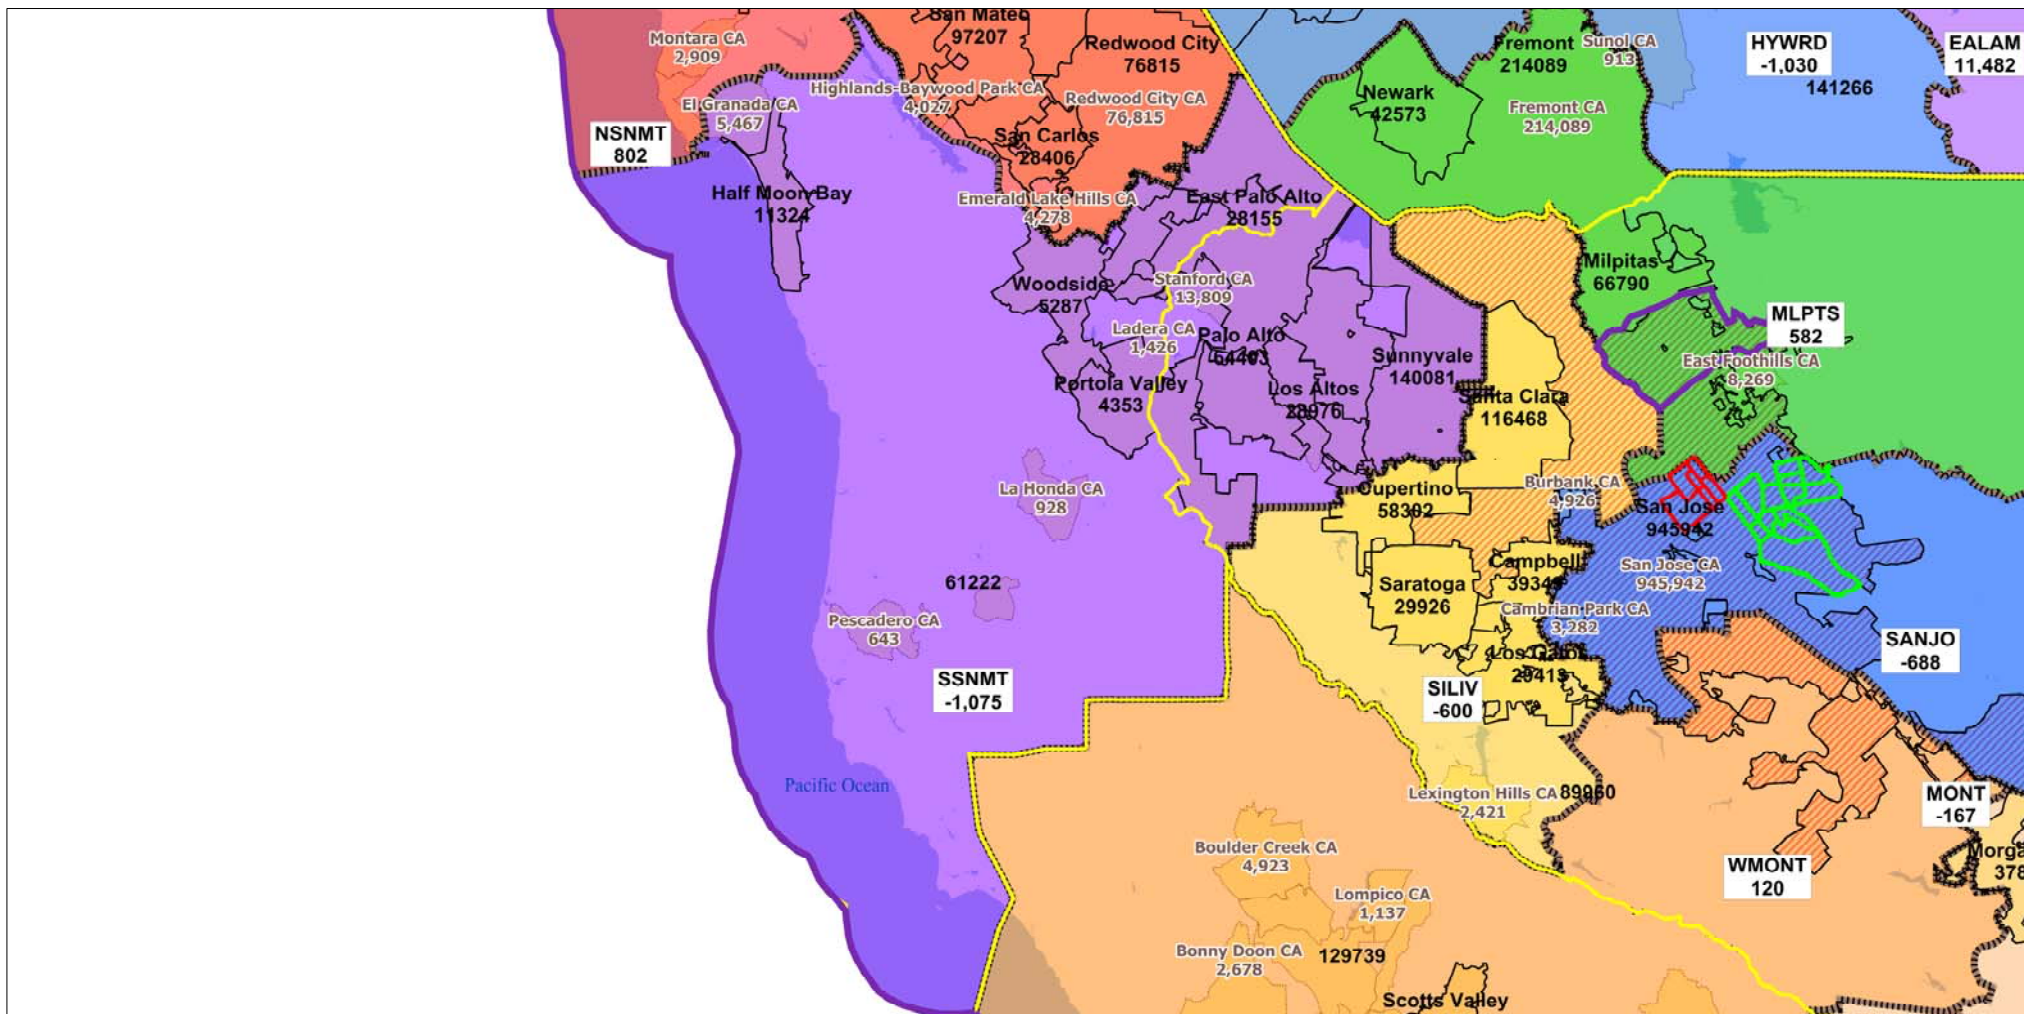 San Mateo
97207
Montara CA
2,909
Redwood City
76815
Fremont
214089
Sunol CA
913
HYWRD
-1,030
141266
EALAM
11,482
Highlands-Baywood Park CA
4,027
El Granada CA
5,467
Redwood City CA
76,815
Newark
42573
Fremont CA
214,089
NSNMT
802
San Carlos
28406
Half Moon Bay
11324
Emerald Lake Hills CA
4,278
East Palo Alto
28155
Milpitas
66790
Woodside
5287
Stanford CA
13,809
Ladera CA
1,426
Palo Alto
Sunnyvale
140081
MLPTS
582
East Foothills CA
8,269
Portola Valley
4353
Los Altos
Santa Clara
116468
La Honda CA
928
Cupertino
58302
Burbank CA
4,926
San Jose
945942
San Jose CA
945,942
61222
Saratoga
29926
Campbell
39349
Cambrian Park CA
3,282
Pescadero CA
643
SANJO
-688
Los Gatos
29413
SSNMT
-1,075
SILIV
-600
Pacific Ocean
Lexington Hills CA
2,421
89960
MONT
-167
Boulder Creek CA
4,923
WMONT
120
Morga
378
Lompico CA
1,137
Bonny Doon CA
2,678
129739
Scotts Valley